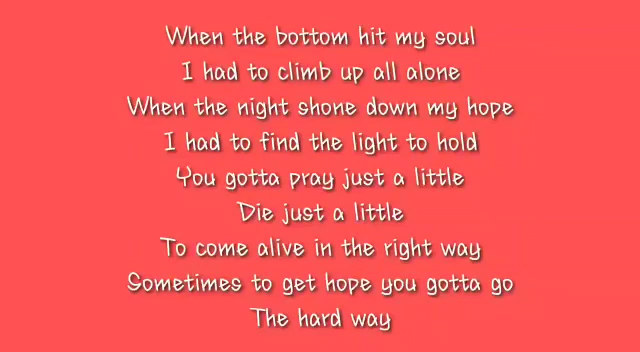 When the bottom hit my soul
I had to climb up all alone
When the night shone down my hope
I had to find the light to hold
You gotta pray just a little
Die just a little
To come alive in the right way
Sometimes to get hope you gotta go
The hard way